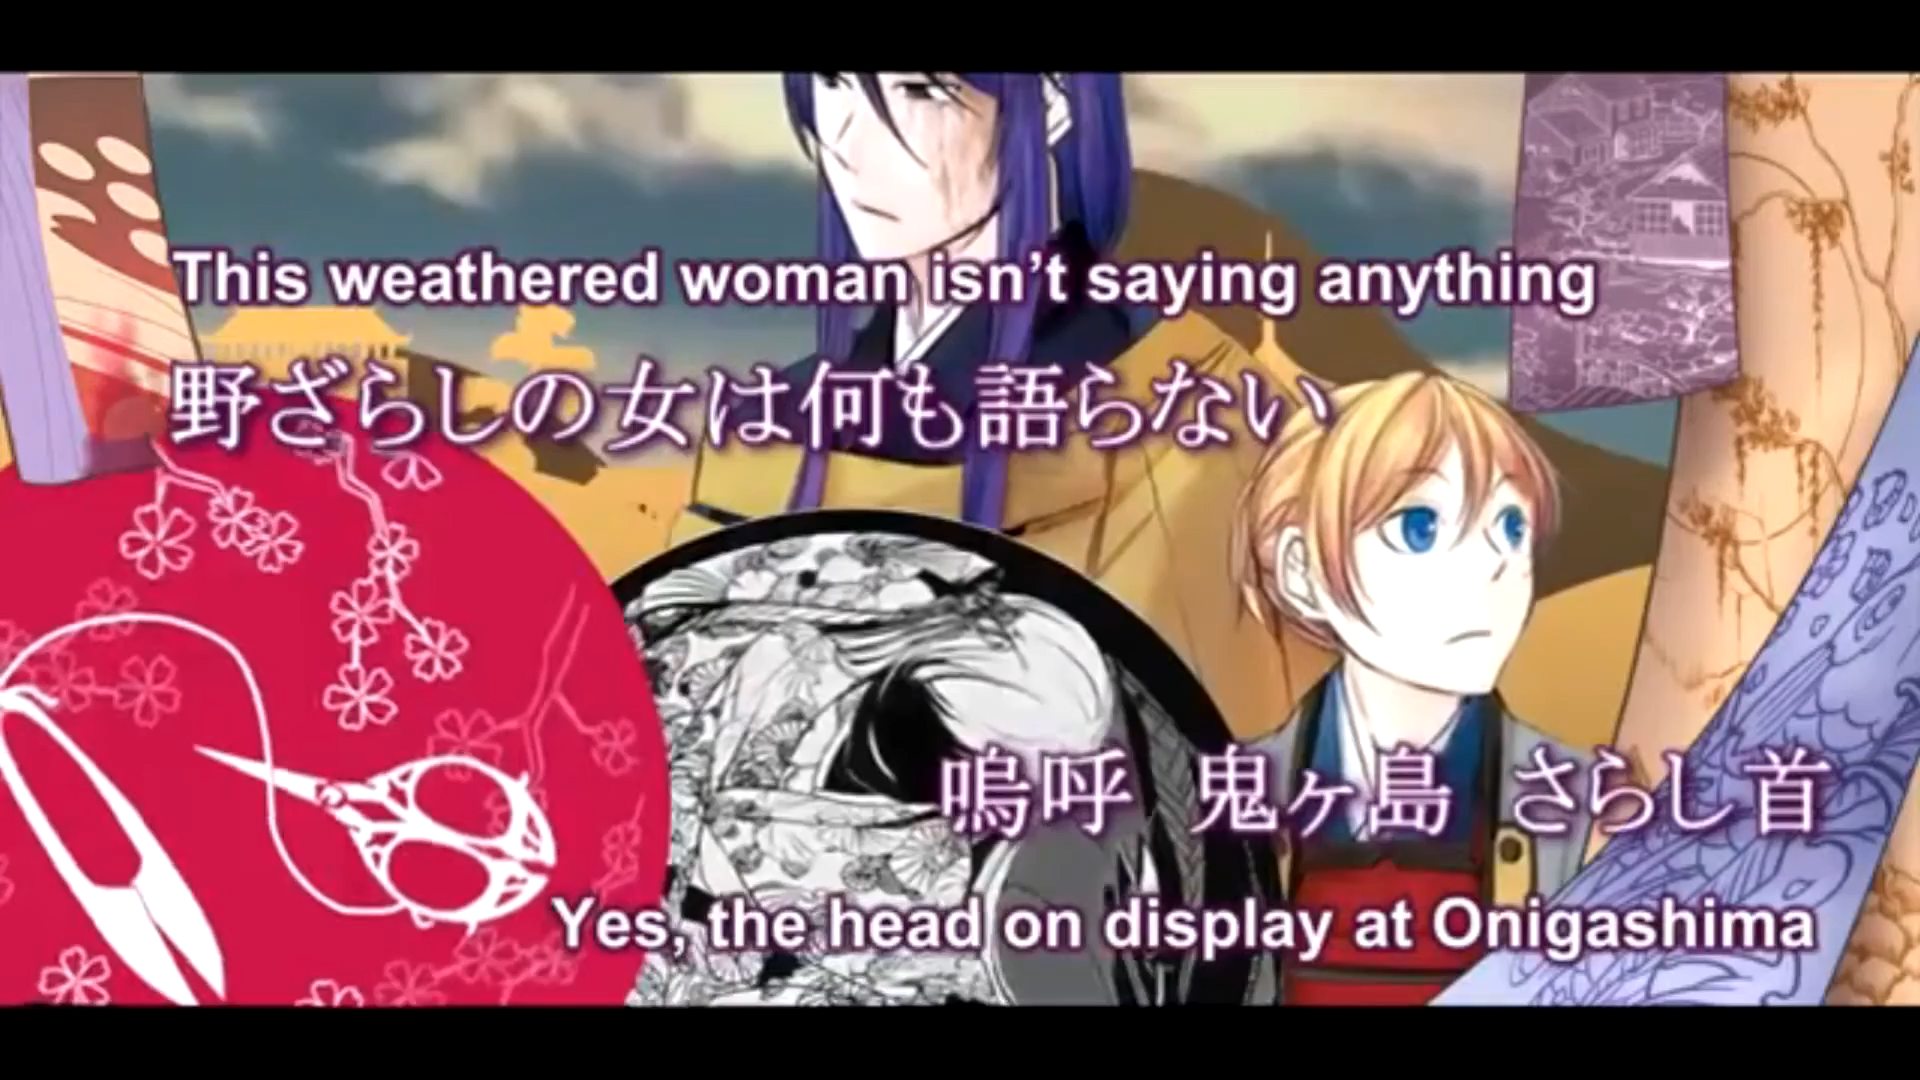 This weathered woman isn't saying anything
野ざらしの女は何も語らない
嗚呼 鬼ヶ島 さらし首
Yes, the head on display at Onigashima